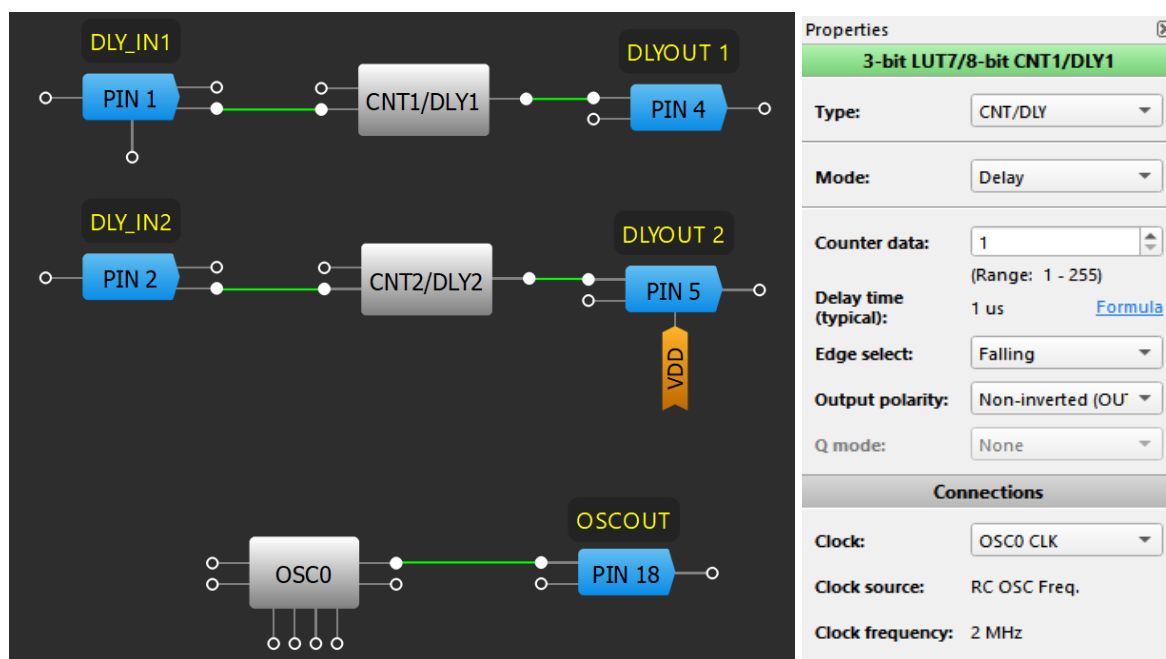 DLY_IN1
PIN 1
CNT1/DLY1
DLYOUT 1
PIN 4
DLY_IN2
PIN 2
CNT2/DLY2
DLYOUT 2
PIN 5
VDD
OSC0
OSCOUT
PIN 18
Properties
3-bit LUT7/8-bit CNT1/DLY1
Type: CNT/DLY
Mode: Delay
Counter data: 1
(Range: 1 - 255)
Delay time
(typical): 1 us Formula
Edge select: Falling
Output polarity: Non-inverted (OU
Q mode: None
Connections
Clock: OSC0 CLK
Clock source: RC OSC Freq.
Clock frequency: 2 MHz